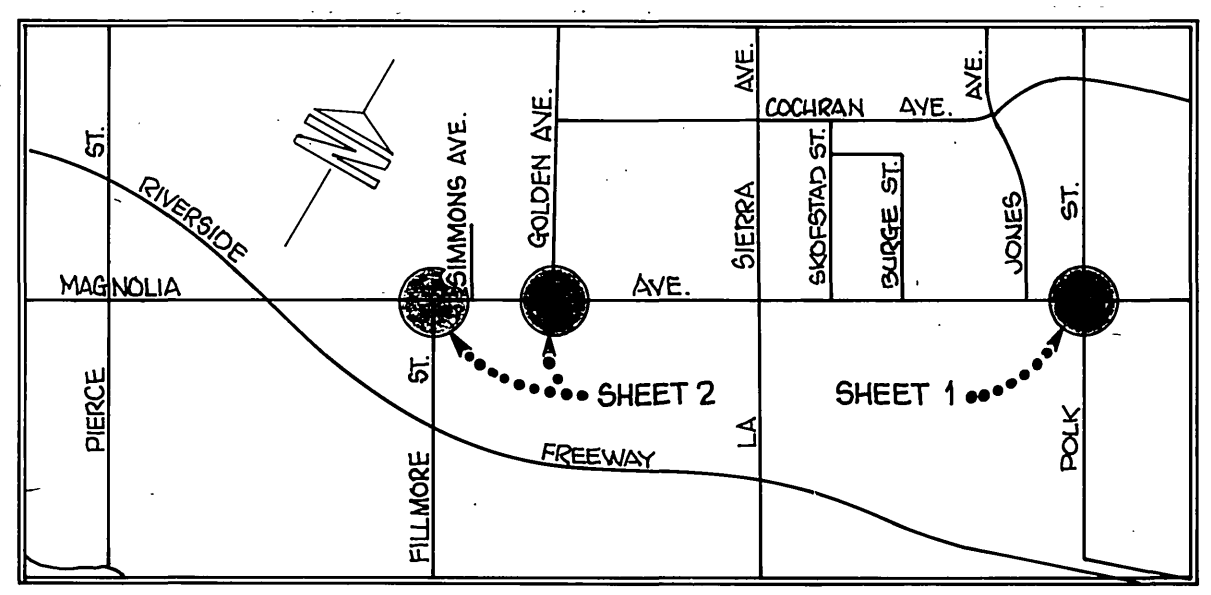 PIERCE ST.
RIVERSIDE FREEWAY
MAGNOLIA AVE.
SIMMONS AVE.
GOLDEN AVE.
FILLMORE ST.
LA SIERRA AVE.
COCHRAN AVE.
SKOFSTAD ST.
BURGE ST.
JONES AVE.
POLK ST.
SHEET 2
SHEET 1
N